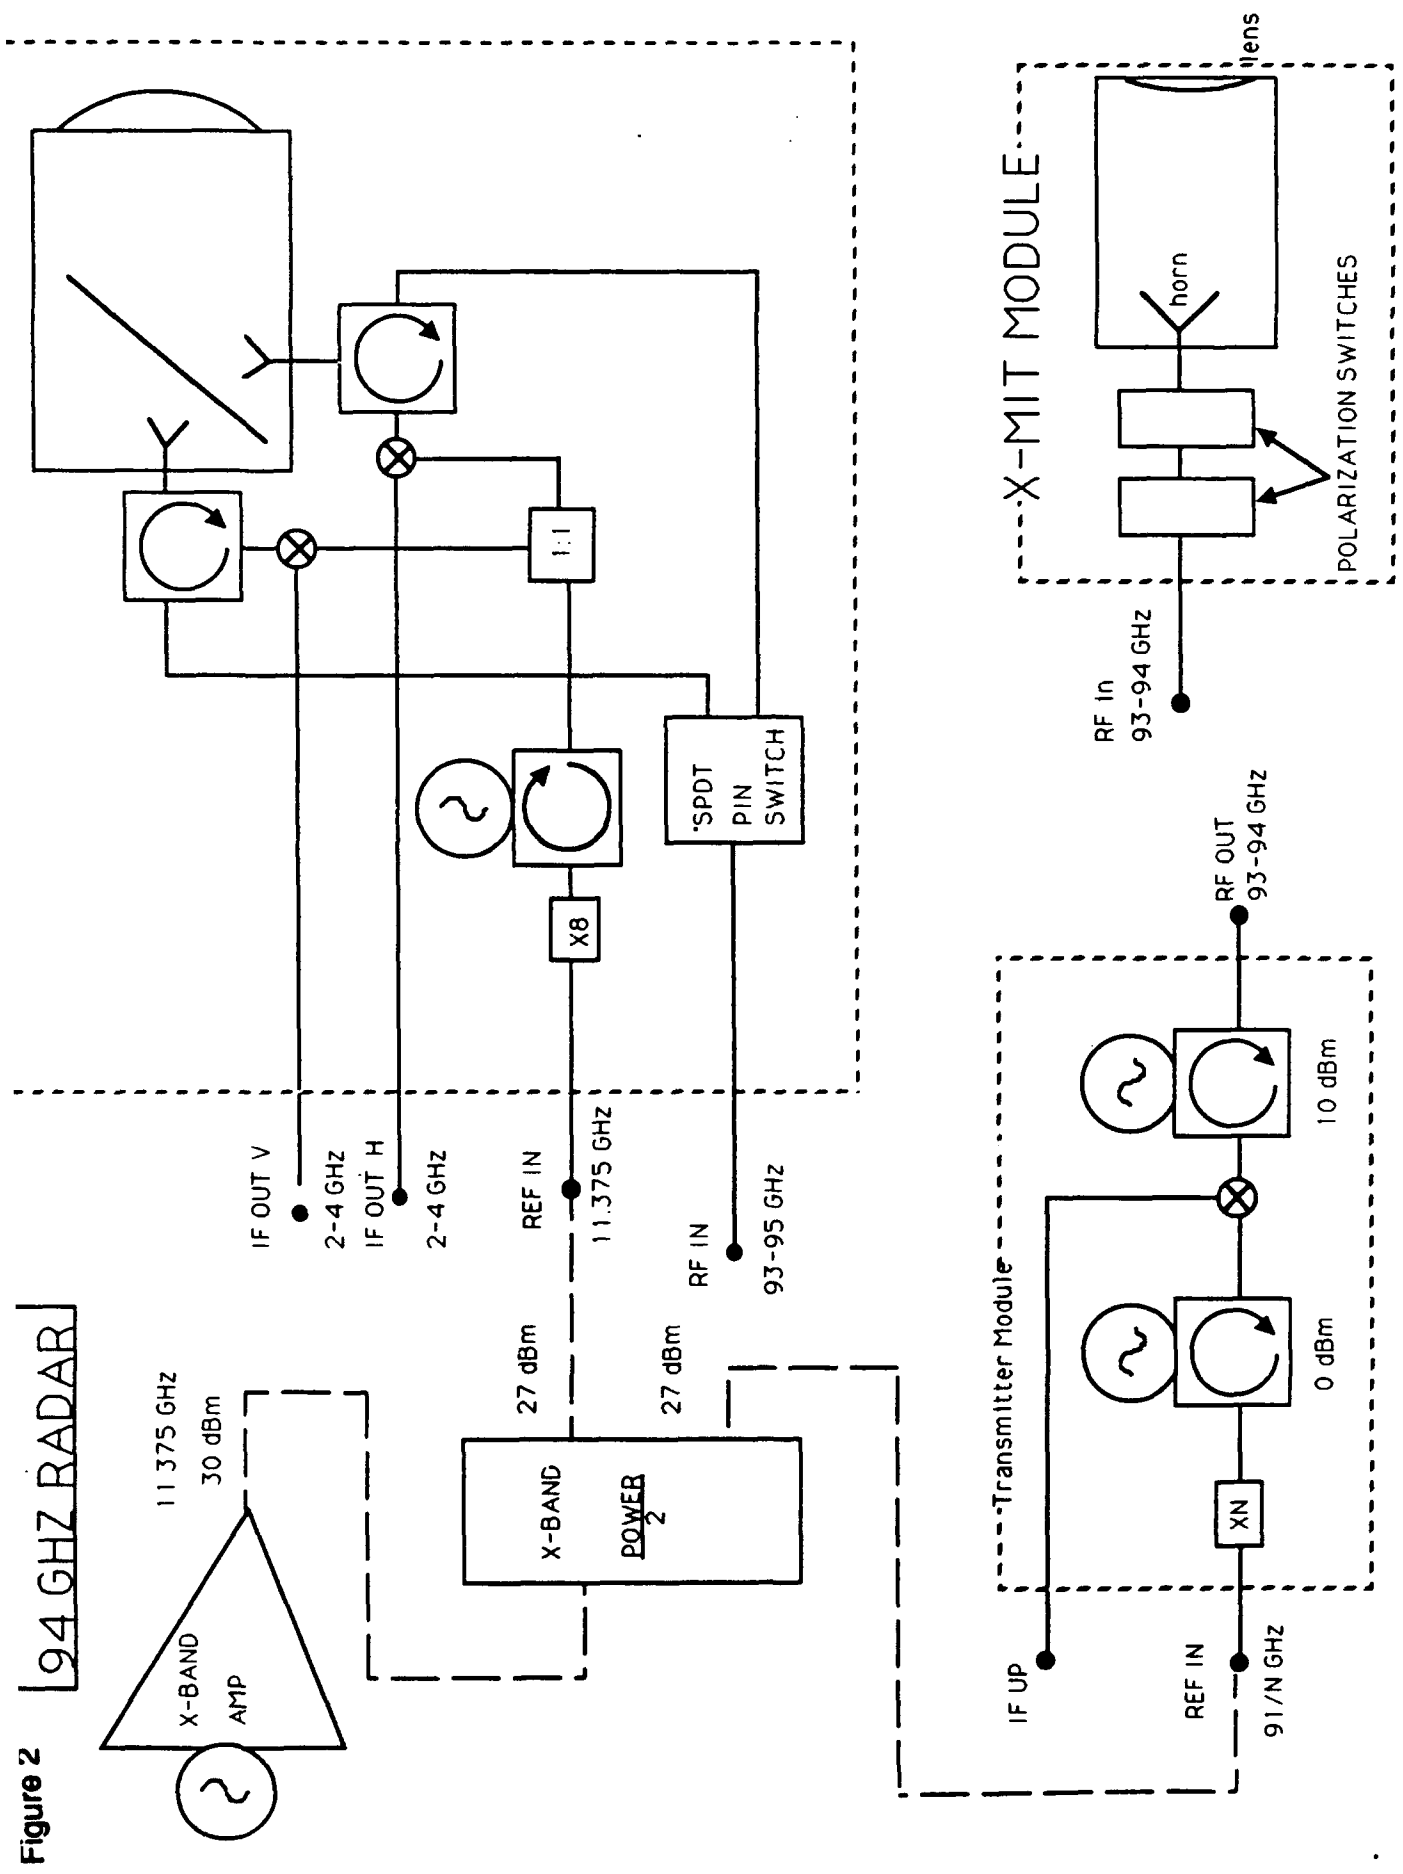 Figure 2
94 GHZ RADAR
X-BAND
AMP
11 375 GHz
30 dBm
X-BAND
POWER
2
27 dBm
27 dBm
IF OUT V
2-4 GHz
IF OUT H
2-4 GHz
REF IN
11.375 GHz
RF IN
93-95 GHz
X8
SPDT
PIN
SWITCH
1:1
Transmitter Module
IF UP
REF IN
91/N GHz
XN
0 dBm
10 dBm
RF OUT
93-94 GHz
X-MIT MODULE
RF in
93-94 GHz
horn
lens
POLARIZATION SWITCHES